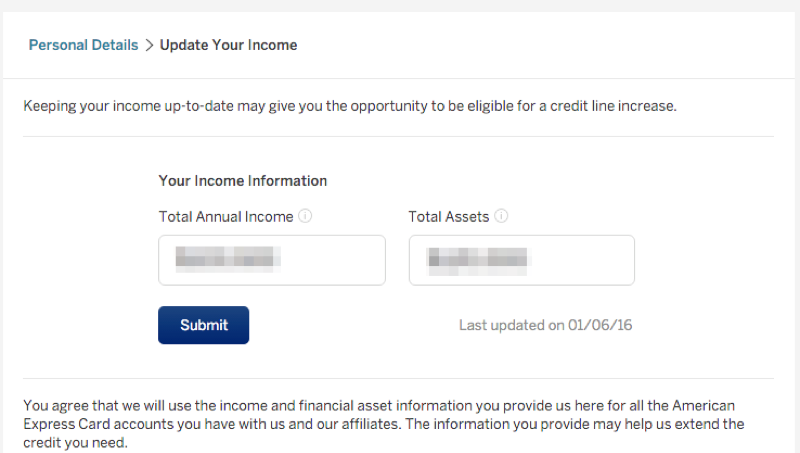 Personal Details > Update Your Income
Keeping your income up-to-date may give you the opportunity to be eligible for a credit line increase.
Your Income Information
Total Annual Income Total Assets
Submit Last updated on 01/06/16
You agree that we will use the income and financial asset information you provide us here for all the American
Express Card accounts you have with us and our affiliates. The information you provide may help us extend the
credit you need.